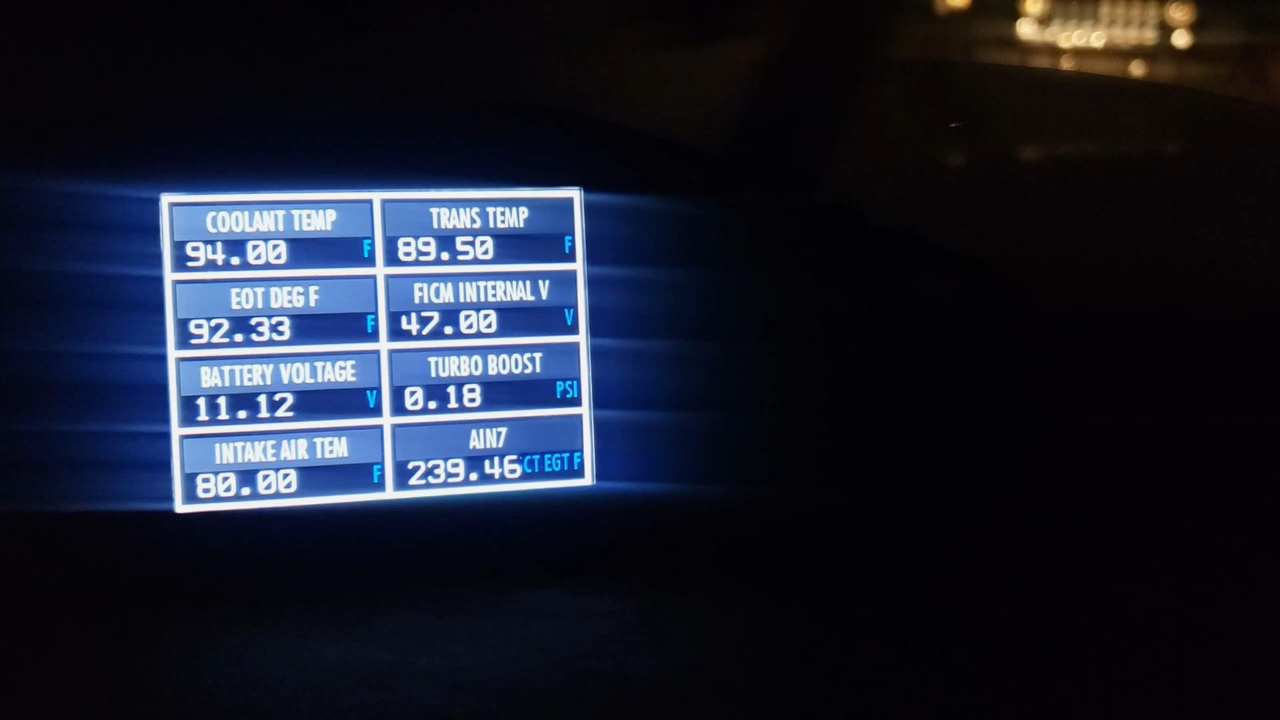 COOLANT TEMP
94.00 F
TRANS TEMP
89.50 F
EOT DEG F
92.33 F
FICM INTERNAL V
47.00 V
BATTERY VOLTAGE
11.12 V
TURBO BOOST
0.18 PSI
INTAKE AIR TEM
80.00 F
AIN7
239.46 CT EGT F